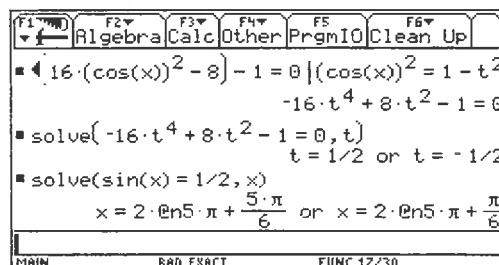 F1 F2 F3 F4 F5 F6
Algebra Calc Other PrgmIO Clean Up
16·(cos(x))² - 8) - 1 = 0 |(cos(x))² = 1 - t²
-16·t⁴ + 8·t² - 1 = 0
solve(-16·t⁴ + 8·t² - 1 = 0, t)
t = 1/2 or t = -1/2
solve(sin(x) = 1/2, x)
x = 2·@n5·π + 5·π/6 or x = 2·@n5·π + π/6
MAIN RAD EXACT FUNC 17/30